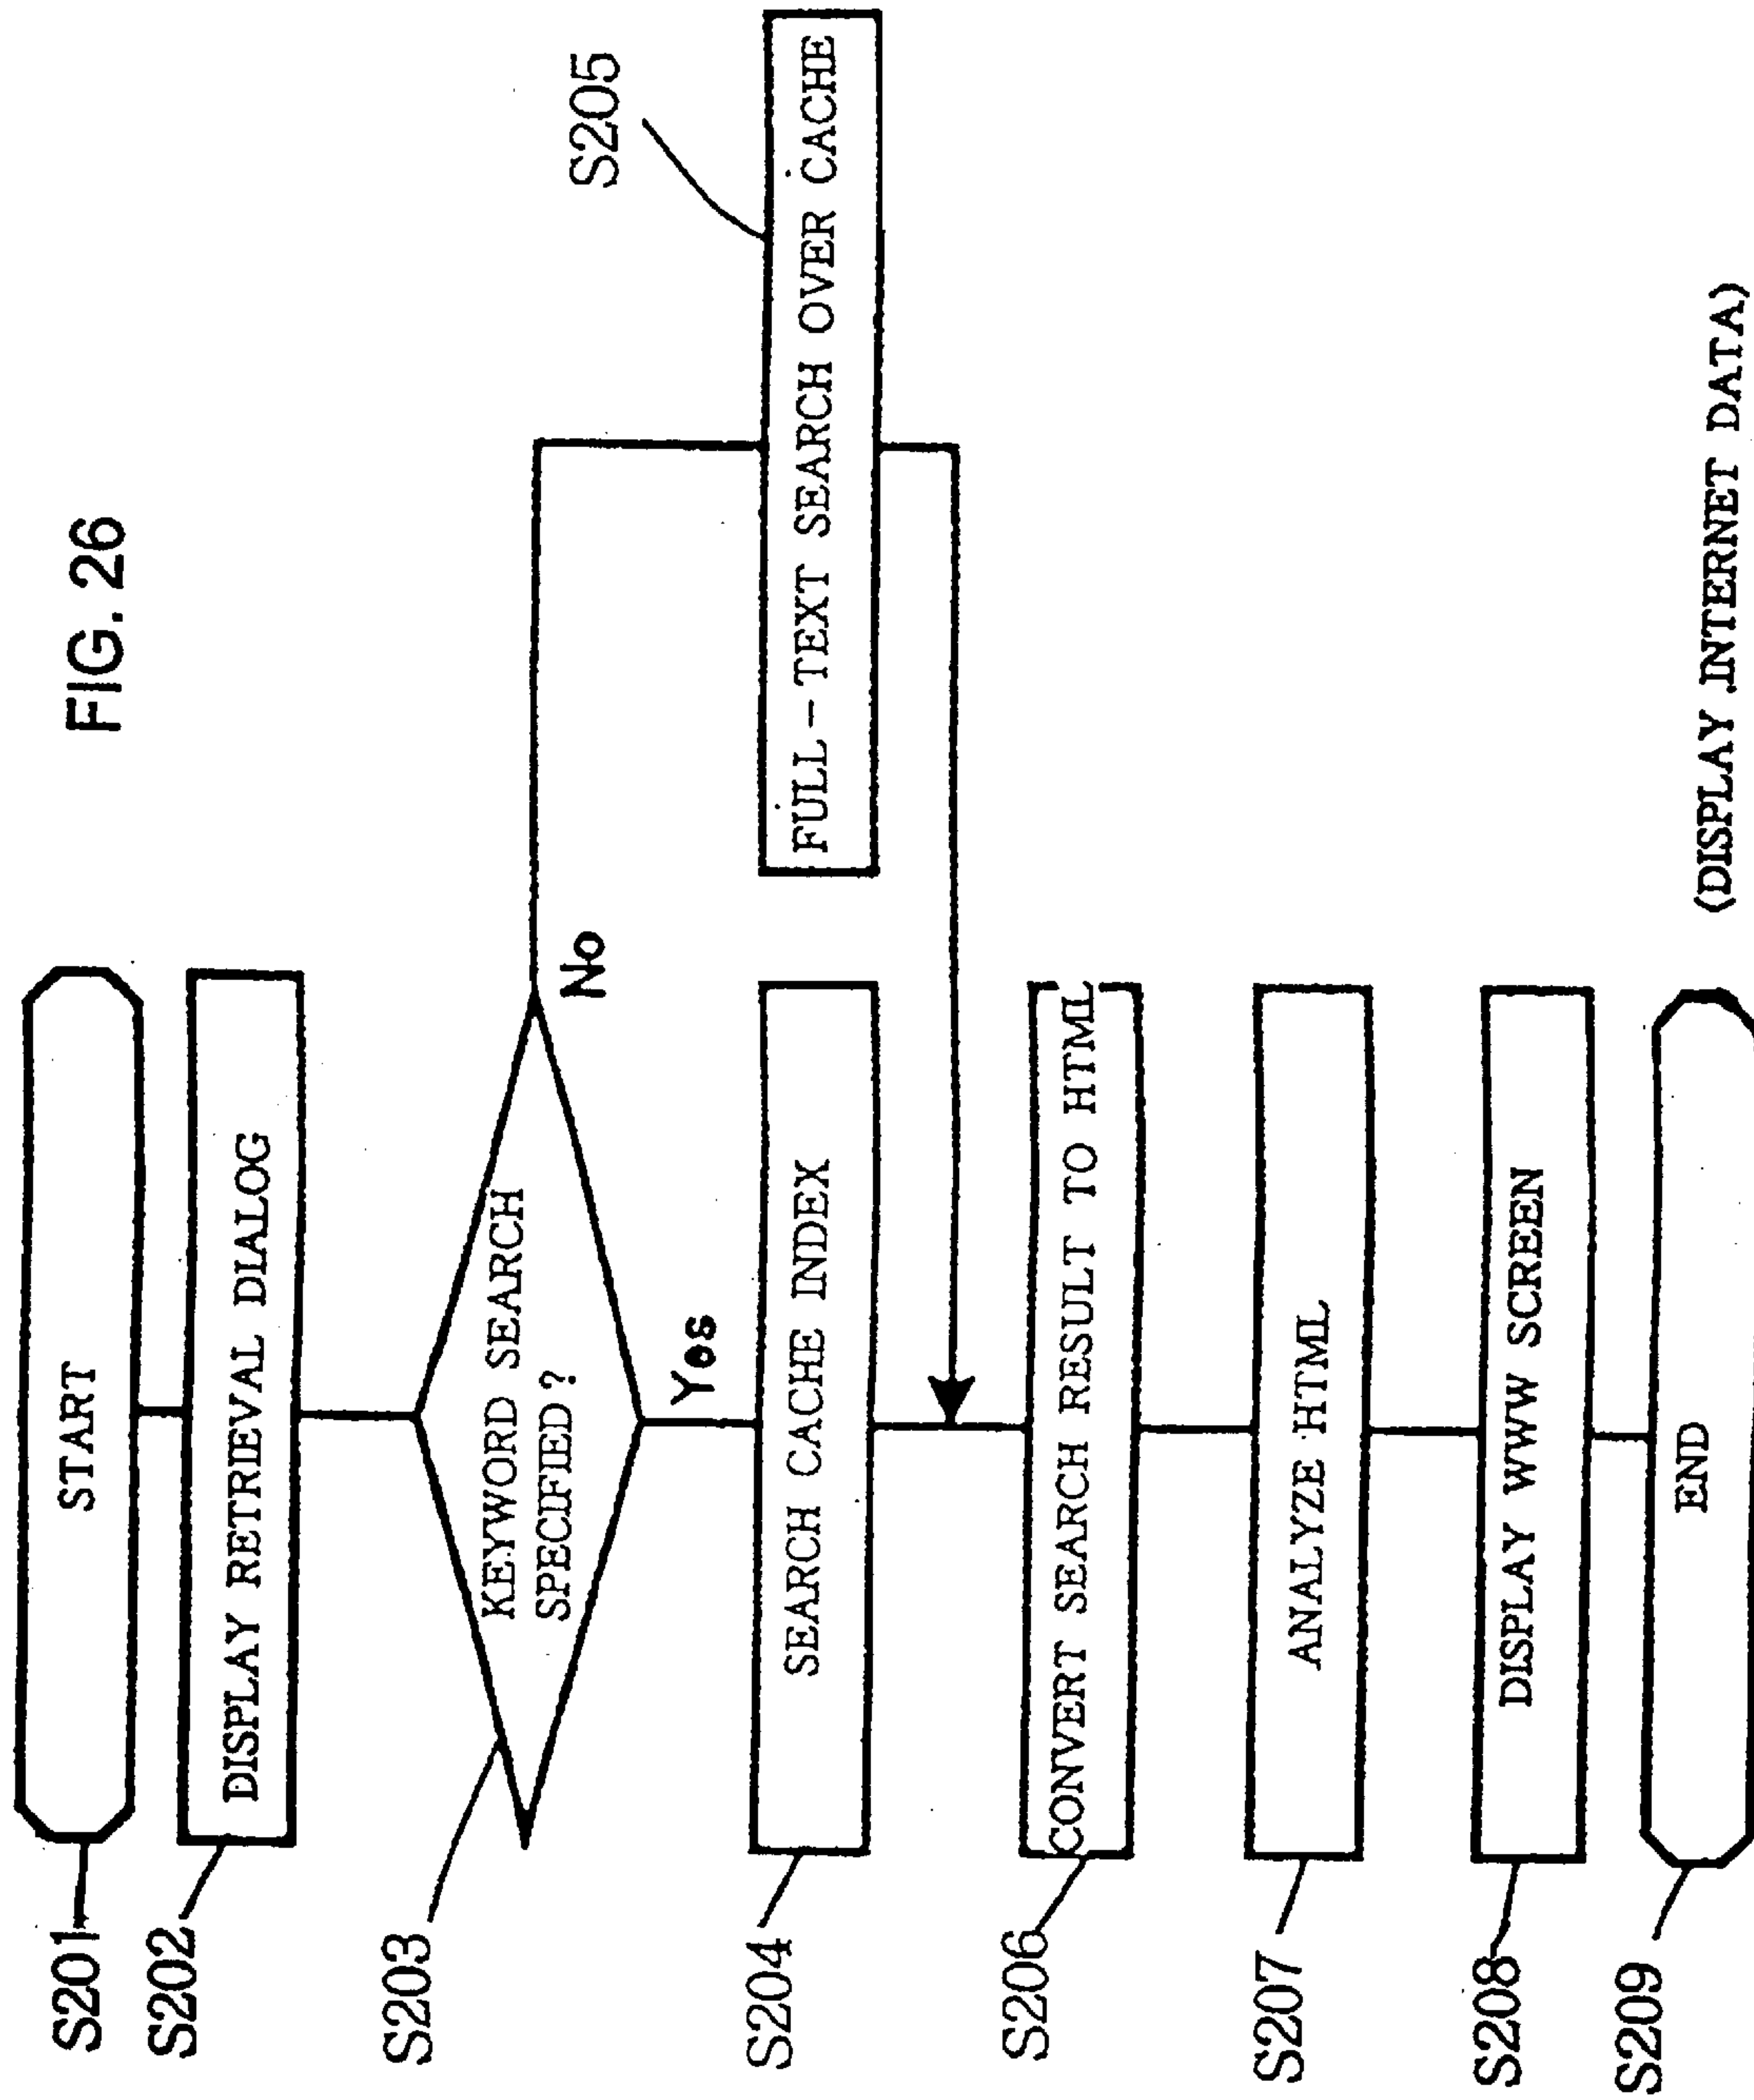 FIG. 26
S201
START
S202
DISPLAY RETRIEVAL DIALOG
S203
KEYWORD SEARCH
SPECIFIED ?
No
Yes
S204
SEARCH CACHE INDEX
S205
FULL-TEXT SEARCH OVER CACHE
S206
CONVERT SEARCH RESULT TO HTML
S207
ANALYZE HTML
S208
DISPLAY WWW SCREEN
S209
END
(DISPLAY INTERNET DATA)